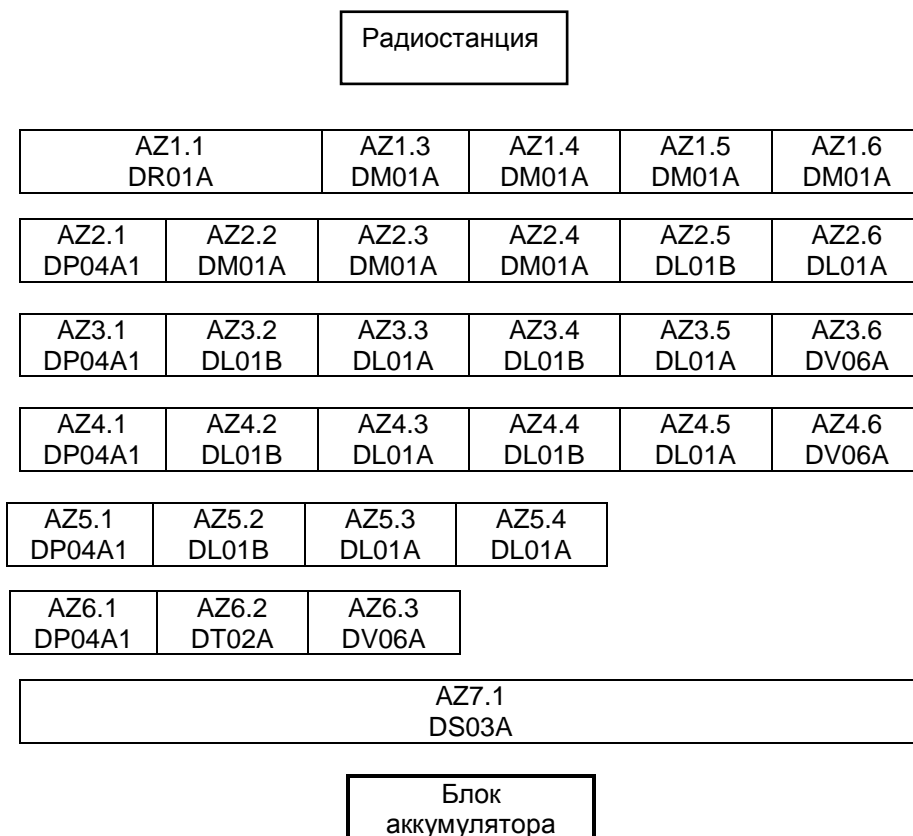 Радиостанция
AZ1.1 AZ1.3 AZ1.4 AZ1.5 AZ1.6
DR01A DM01A DM01A DM01A DM01A
AZ2.1 AZ2.2 AZ2.3 AZ2.4 AZ2.5 AZ2.6
DP04A1 DM01A DM01A DM01A DL01B DL01A
AZ3.1 AZ3.2 AZ3.3 AZ3.4 AZ3.5 AZ3.6
DP04A1 DL01B DL01A DL01B DL01A DV06A
AZ4.1 AZ4.2 AZ4.3 AZ4.4 AZ4.5 AZ4.6
DP04A1 DL01B DL01A DL01B DL01A DV06A
AZ5.1 AZ5.2 AZ5.3 AZ5.4
DP04A1 DL01B DL01A DL01A
AZ6.1 AZ6.2 AZ6.3
DP04A1 DT02A DV06A
AZ7.1
DS03A
Блок
аккумулятора